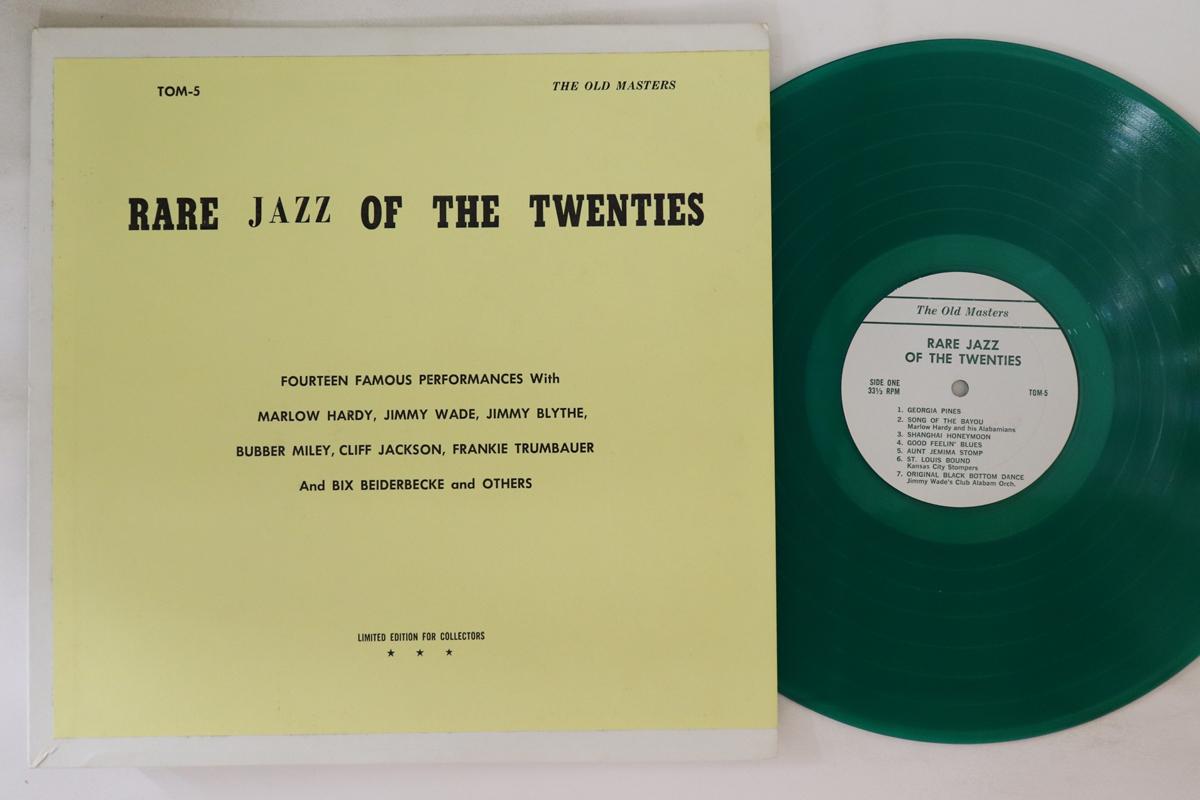 TOM-5
THE OLD MASTERS
RARE JAZZ OF THE TWENTIES
FOURTEEN FAMOUS PERFORMANCES With
MARLOW HARDY, JIMMY WADE, JIMMY BLYTHE,
BUBBER MILEY, CLIFF JACKSON, FRANKIE TRUMBAUER
And BIX BEIDERBECKE and OTHERS
LIMITED EDITION FOR COLLECTORS
★ ★ ★
The Old Masters
RARE JAZZ
OF THE TWENTIES
SIDE ONE
33⅓ RPM
TOM-5
1. GEORGIA PINES
2. SONG OF THE BAYOU
Marlow Hardy and his Alabamians
3. SHANGHAI HONEYMOON
4. GOOD FEELIN' BLUES
5. AUNT JEMIMA STOMP
6. ST. LOUIS BOUND
Kansas City Stompers
7. ORIGINAL BLACK BOTTOM DANCE
Jimmy Wade's Club Alabam Orch.